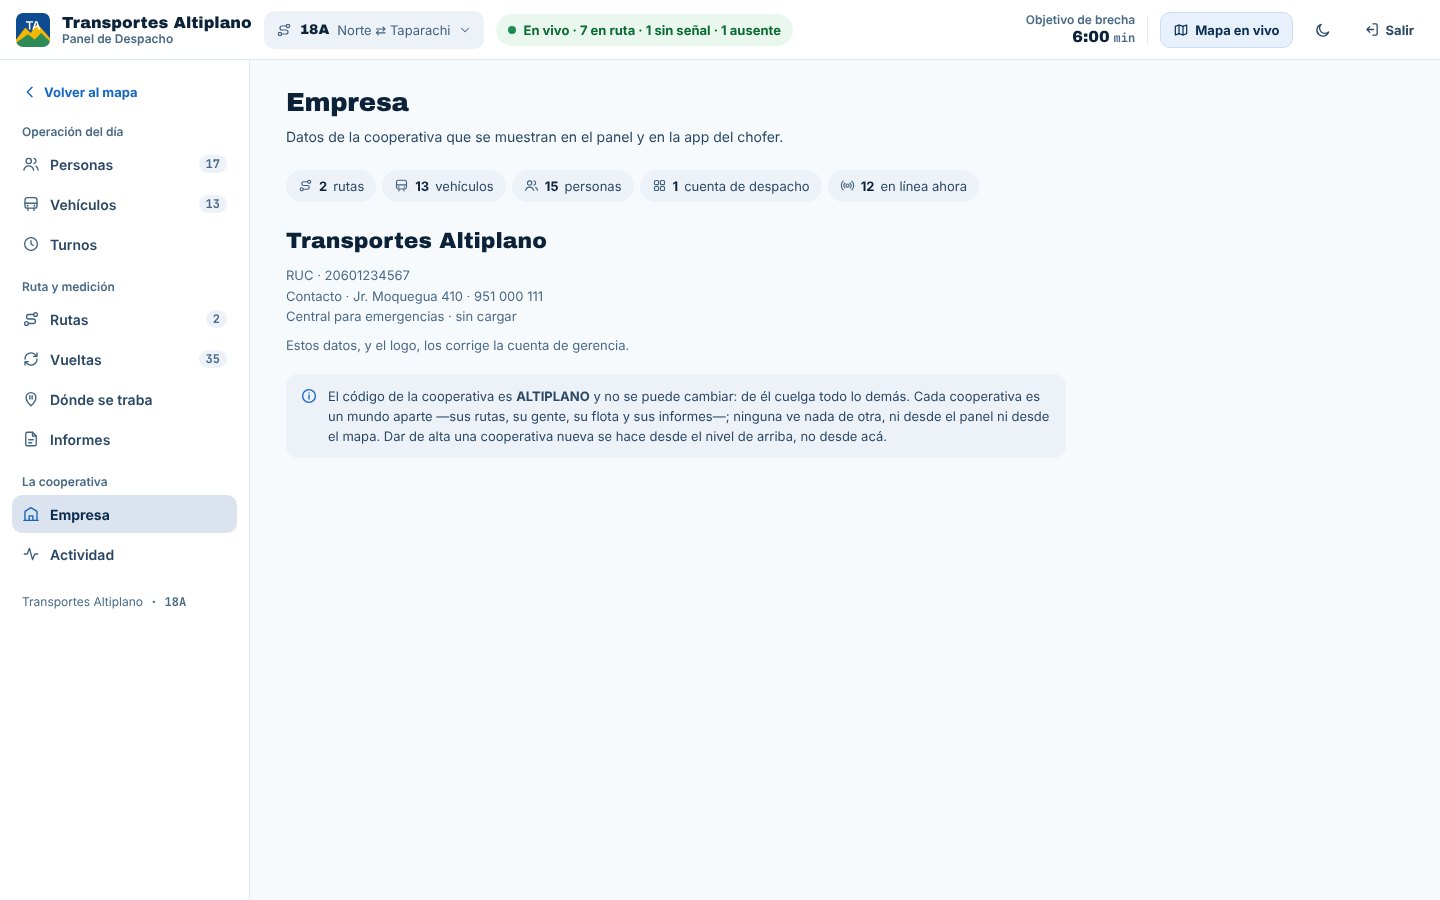 TA
Transportes Altiplano
Panel de Despacho
18A Norte ⇄ Taparachi
En vivo · 7 en ruta · 1 sin señal · 1 ausente
Objetivo de brecha
6:00 min
Mapa en vivo
Salir
Volver al mapa
Operación del día
Personas 17
Vehículos 13
Turnos
Ruta y medición
Rutas 2
Vueltas 35
Dónde se traba
Informes
La cooperativa
Empresa
Actividad
Transportes Altiplano · 18A
Empresa
Datos de la cooperativa que se muestran en el panel y en la app del chofer.
2 rutas
13 vehículos
15 personas
1 cuenta de despacho
12 en línea ahora
Transportes Altiplano
RUC · 20601234567
Contacto · Jr. Moquegua 410 · 951 000 111
Central para emergencias · sin cargar
Estos datos, y el logo, los corrige la cuenta de gerencia.
El código de la cooperativa es ALTIPLANO y no se puede cambiar: de él cuelga todo lo demás. Cada cooperativa es
un mundo aparte —sus rutas, su gente, su flota y sus informes—; ninguna ve nada de otra, ni desde el panel ni desde
el mapa. Dar de alta una cooperativa nueva se hace desde el nivel de arriba, no desde acá.